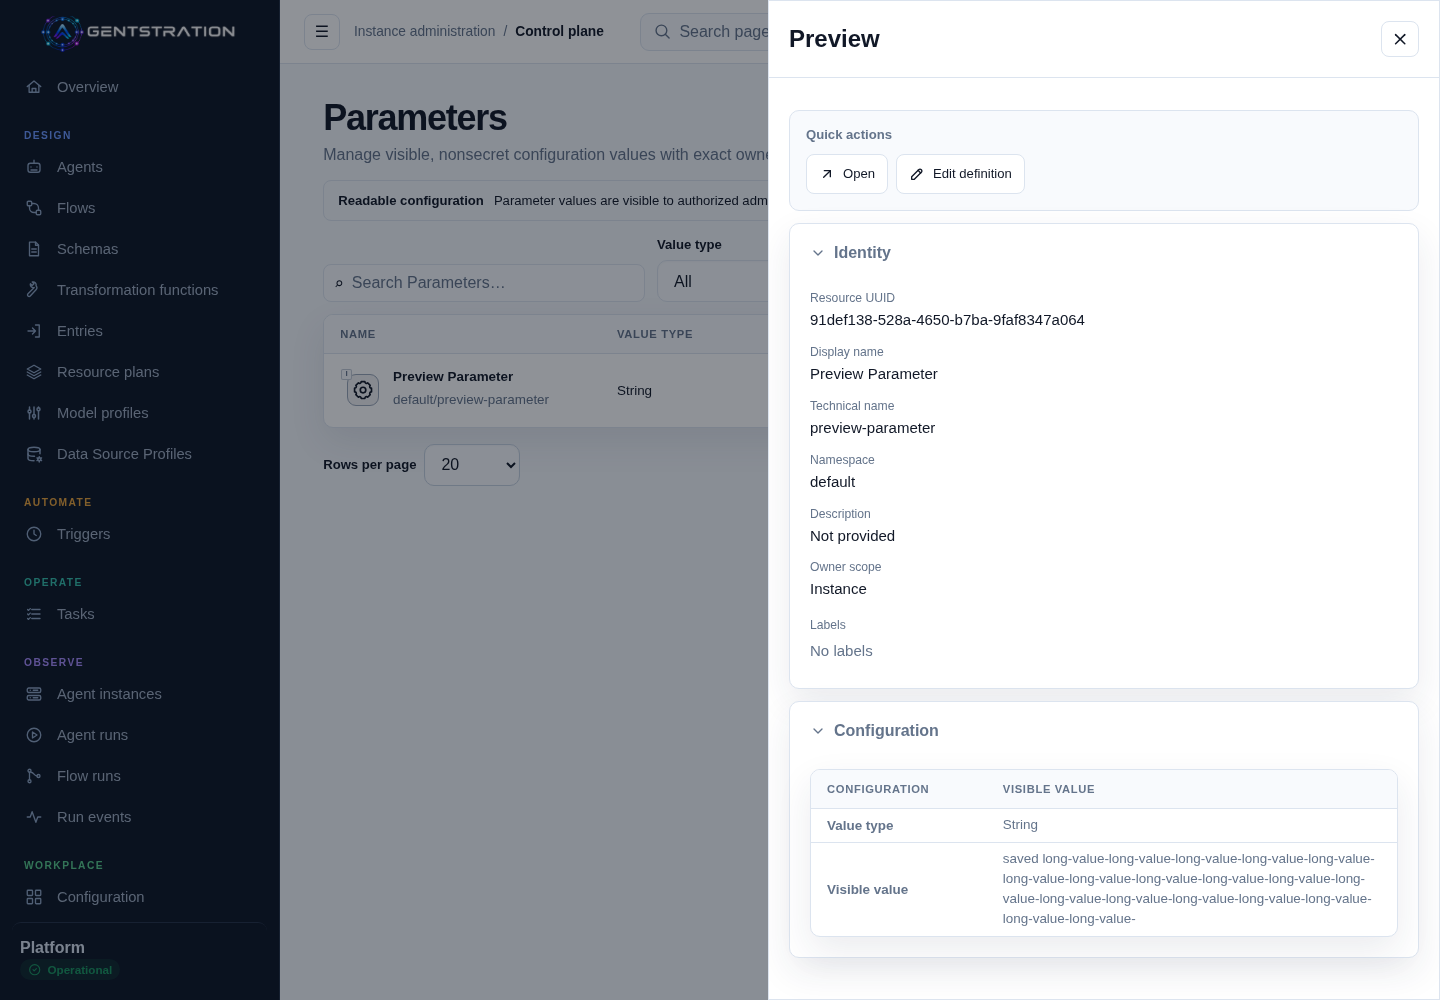 GENTSTRATION
Overview
DESIGN
Agents
Flows
Schemas
Transformation functions
Entries
Resource plans
Model profiles
Data Source Profiles
AUTOMATE
Triggers
OPERATE
Tasks
OBSERVE
Agent instances
Agent runs
Flow runs
Run events
WORKPLACE
Configuration
Platform
Operational
☰ Instance administration / Control plane
Search page
Parameters
Manage visible, nonsecret configuration values with exact owne
Readable configuration Parameter values are visible to authorized adm
Value type
Search Parameters…
All
NAME VALUE TYPE
Preview Parameter
default/preview-parameter
String
Rows per page 20
Preview
Quick actions
Open Edit definition
Identity
Resource UUID
91def138-528a-4650-b7ba-9faf8347a064
Display name
Preview Parameter
Technical name
preview-parameter
Namespace
default
Description
Not provided
Owner scope
Instance
Labels
No labels
Configuration
CONFIGURATION VISIBLE VALUE
Value type String
Visible value
saved long-value-long-value-long-value-long-value-long-value-
long-value-long-value-long-value-long-value-long-value-long-
value-long-value-long-value-long-value-long-value-long-value-
long-value-long-value-